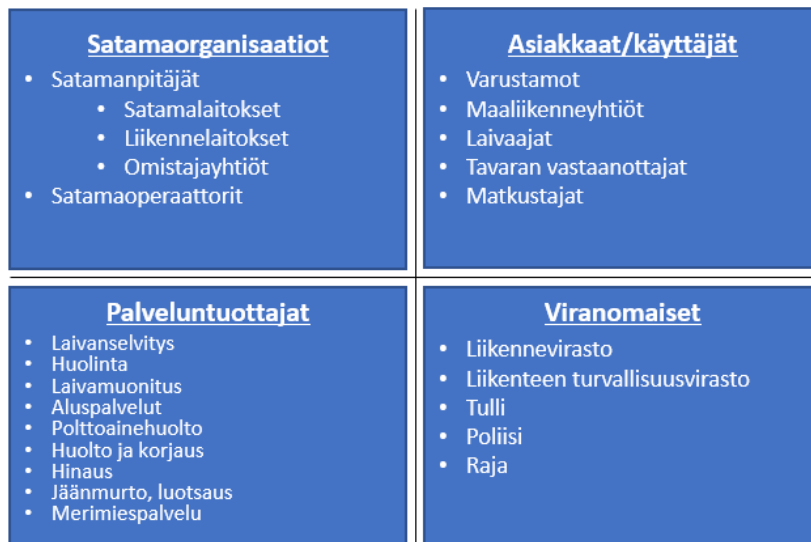 Satamaorganisaatiot
• Satamanpitäjät
• Satamalaitokset
• Liikennelaitokset
• Omistajayhtiöt
• Satamaoperaattorit
Asiakkaat/käyttäjät
• Varustamot
• Maaliikenneyhtiöt
• Laivaajat
• Tavaran vastaanottajat
• Matkustajat
Palveluntuottajat
• Laivanselvitys
• Huolinta
• Laivamuonitus
• Aluspalvelut
• Polttoainehuolto
• Huolto ja korjaus
• Hinaus
• Jäänmurto, luotsaus
• Merimiespalvelu
Viranomaiset
• Liikennevirasto
• Liikenteen turvallisuusvirasto
• Tulli
• Poliisi
• Raja